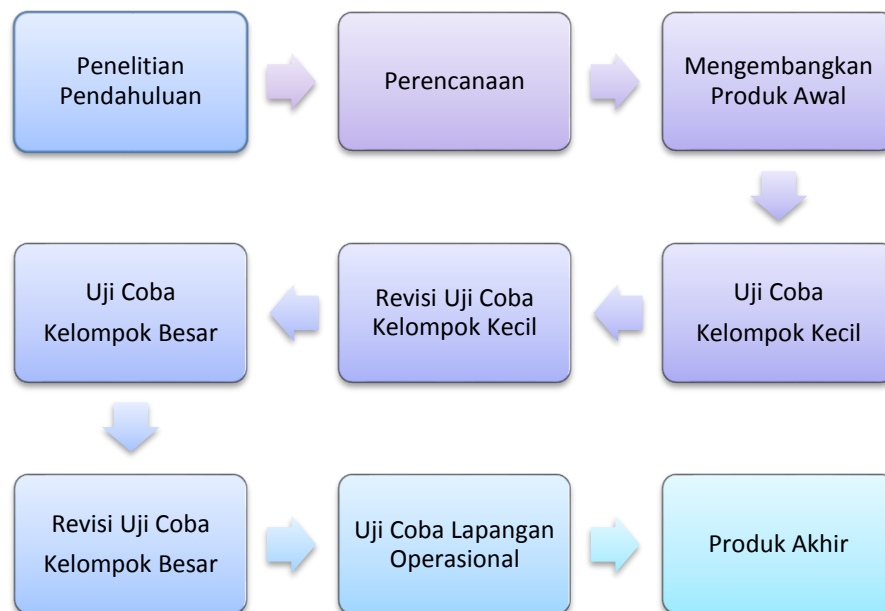 Penelitian
Pendahuluan
Perencanaan
Mengembangkan
Produk Awal
Uji Coba
Kelompok Kecil
Revisi Uji Coba
Kelompok Kecil
Uji Coba
Kelompok Besar
Revisi Uji Coba
Kelompok Besar
Uji Coba Lapangan
Operasional
Produk Akhir